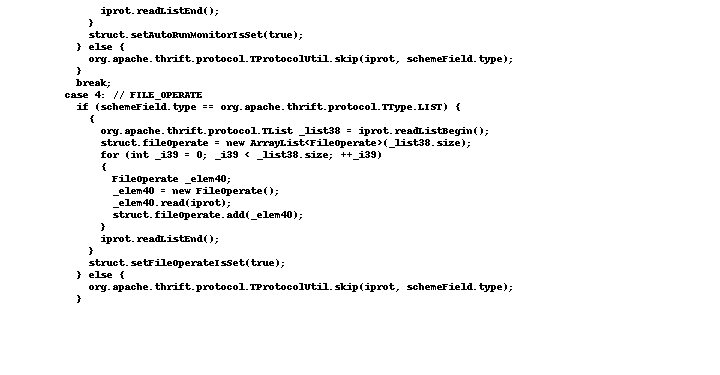 iprot.readListEnd();
}
struct.setAutoRunMonitorIsSet(true);
} else {
org.apache.thrift.protocol.TProtocolUtil.skip(iprot, schemeField.type);
}
break;
case 4: // FILE_OPERATE
if (schemeField.type == org.apache.thrift.protocol.TType.LIST) {
{
org.apache.thrift.protocol.TList _list38 = iprot.readListBegin();
struct.fileOperate = new ArrayList<FileOperate>(_list38.size);
for (int _i39 = 0; _i39 < _list38.size; ++_i39)
{
FileOperate _elem40;
_elem40 = new FileOperate();
_elem40.read(iprot);
struct.fileOperate.add(_elem40);
}
iprot.readListEnd();
}
struct.setFileOperateIsSet(true);
} else {
org.apache.thrift.protocol.TProtocolUtil.skip(iprot, schemeField.type);
}